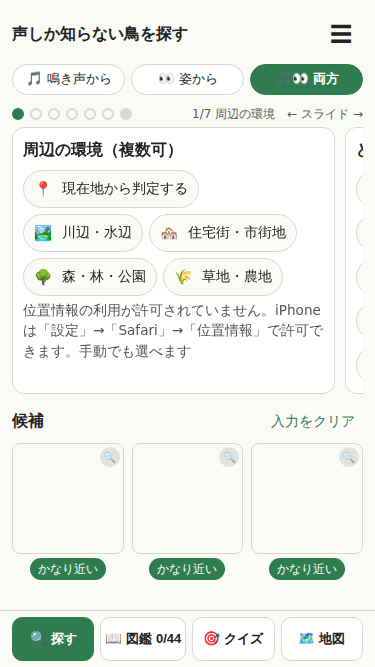 声しか知らない鳥を探す
🎵 鳴き声から
👀 姿から
🎵👀 両方
1/7 周辺の環境 ← スライド →
周辺の環境（複数可）
📍 現在地から判定する
🏞️ 川辺・水辺
🏘️ 住宅街・市街地
🌳 森・林・公園
🌾 草地・農地
位置情報の利用が許可されていません。iPhone
は「設定」→「Safari」→「位置情報」で許可で
きます。手動でも選べます
候補
入力をクリア
かなり近い
かなり近い
かなり近い
🔍 探す
📖 図鑑 0/44
🎯 クイズ
🗺️ 地図